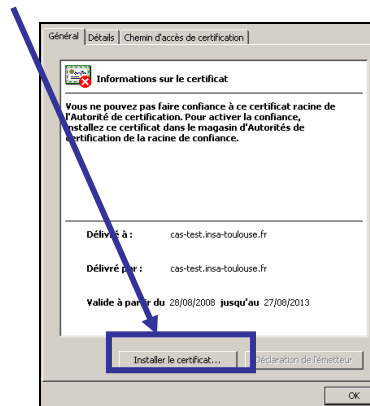 Général Détails Chemin d'accès de certification
Informations sur le certificat
Vous ne pouvez pas faire confiance à ce certificat racine de
l'Autorité de certification. Pour activer la confiance,
installez ce certificat dans le magasin d'Autorités de
certification de la racine de confiance.
Délivré à : cas-test.insa-toulouse.fr
Délivré par : cas-test.insa-toulouse.fr
Valide à partir du 28/08/2008 jusqu'au 27/08/2013
Installer le certificat... Déclaration de l'émetteur
OK